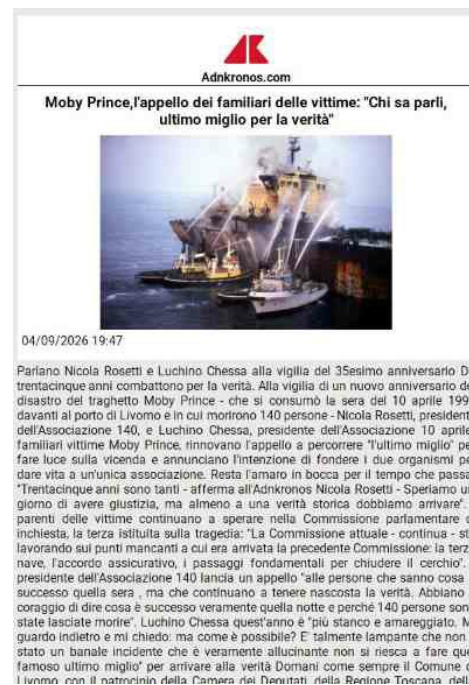 Adnkronos.com
Moby Prince,l'appello dei familiari delle vittime: "Chi sa parli,
ultimo miglio per la verità"
04/09/2026 19:47
Parlano Nicola Rosetti e Luchino Chessa alla vigilia del 35esimo anniversario D
trentacinque anni combattono per la verità. Alla vigilia di un nuovo anniversario de
disastro del traghetto Moby Prince - che si consumò la sera del 10 aprile 199
davanti al porto di Livorno e in cui morirono 140 persone - Nicola Rosetti, president
dell'Associazione 140, e Luchino Chessa, presidente dell'Associazione 10 aprile
familiari vittime Moby Prince, rinnovano l'appello a percorrere "l'ultimo miglio" pe
fare luce sulla vicenda e annunciano l'intenzione di fondere i due organismi pe
dare vita a un'unica associazione. Resta l'amaro in bocca per il tempo che passa
"Trentacinque anni sono tanti - afferma all'Adnkronos Nicola Rosetti - Speriamo u
giorno di avere giustizia, ma almeno a una verità storica dobbiamo arrivare".
parenti delle vittime continuano a sperare nella Commissione parlamentare d
inchiesta, la terza istituita sulla tragedia: "La Commissione attuale - continua - st
lavorando sui punti mancanti a cui era arrivata la precedente Commissione: la terz
nave, l'accordo assicurativo, i passaggi fondamentali per chiudere il cerchio".
presidente dell'Associazione 140 lancia un appello "alle persone che sanno cosa
successo quella sera , ma che continuano a tenere nascosta la verità. Abbiano
coraggio di dire cosa è successo veramente quella notte e perché 140 persone son
state lasciate morire". Luchino Chessa quest'anno è "più stanco e amareggiato. M
guardo indietro e mi chiedo: ma come è possibile? E' talmente lampante che non
stato un banale incidente che è veramente allucinante non si riesca a fare que
famoso ultimo miglio" per arrivare alla verità Domani come sempre il Comune d
Livorno, con il patrocinio della Camera dei Deputati, della Regione Toscana, della